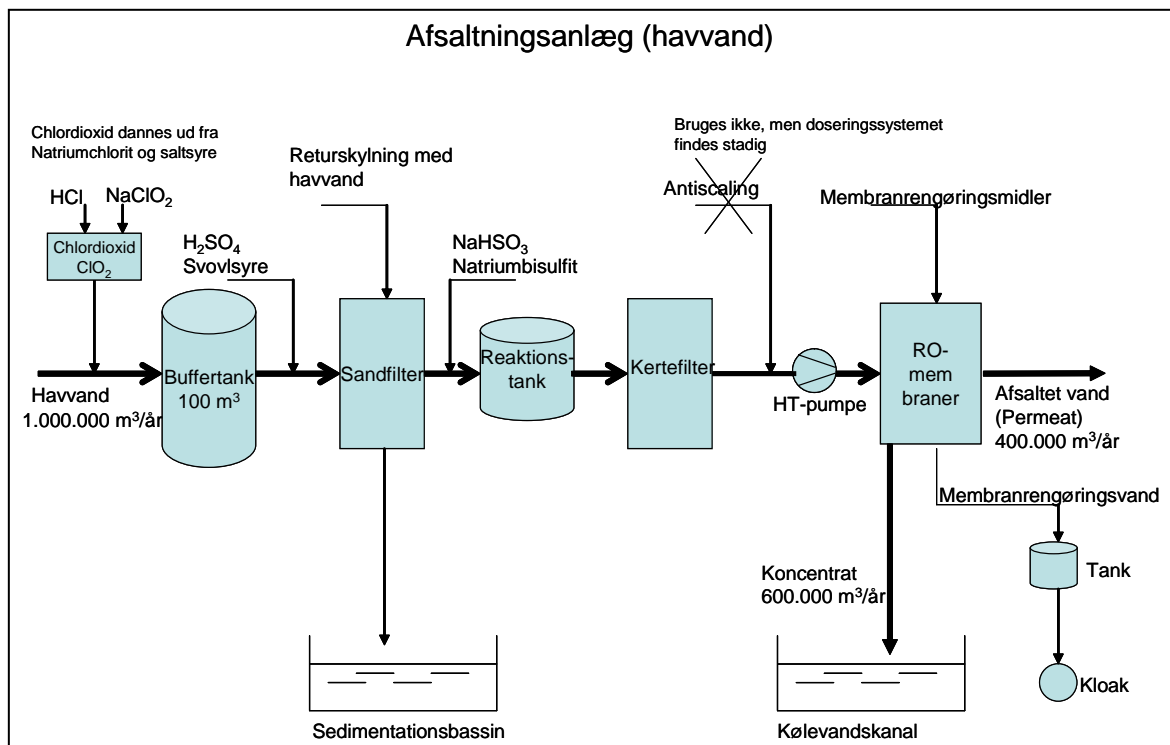 Afsaltningsanlæg (havvand)
Chlordioxid dannes ud fra
Natriumchlorit og saltsyre
HCl
NaClO₂
Chlordioxid
ClO₂
H₂SO₄
Svovlsyre
Returskylning med
havvand
NaHSO₃
Natriumbisulfit
Bruges ikke, men doseringssystemet
findes stadig
Antiscaling
Membranrengøringsmidler
Havvand
1.000.000 m³/år
Buffertank
100 m³
Sandfilter
Reaktions-
tank
Kertefilter
HT-pumpe
RO-
mem
braner
Afsaltet vand
(Permeat)
400.000 m³/år
Membranrengøringsvand
Tank
Kloak
Koncentrat
600.000 m³/år
Sedimentationsbassin
Kølevandskanal